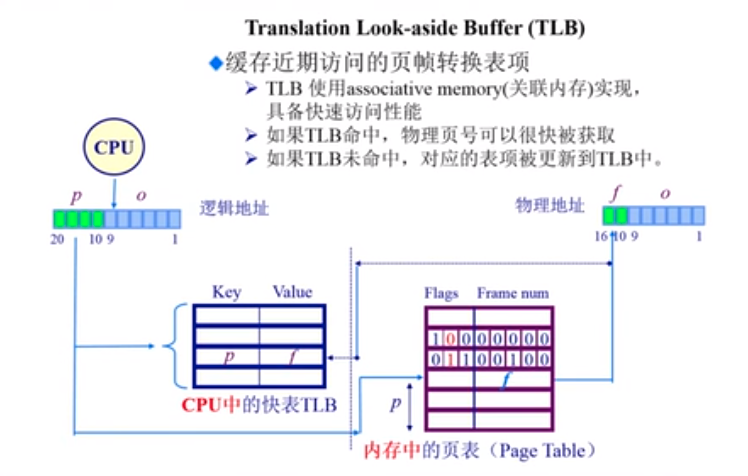 Translation Look-aside Buffer (TLB)
◆缓存近期访问的页帧转换表项
➢ TLB 使用associative memory(关联内存)实现，
具备快速访问性能
➢ 如果TLB命中，物理页号可以很快被获取
➢ 如果TLB未命中，对应的表项被更新到TLB中。
CPU
p o
逻辑地址
20 10 9 1
物理地址
f o
16 10 9 1
Key Value
p f
CPU中的快表TLB
Flags Frame num
1 0 0 0 0 0 0 0
0 1 1 0 0 1 0 0
f
p
内存中的页表（Page Table）